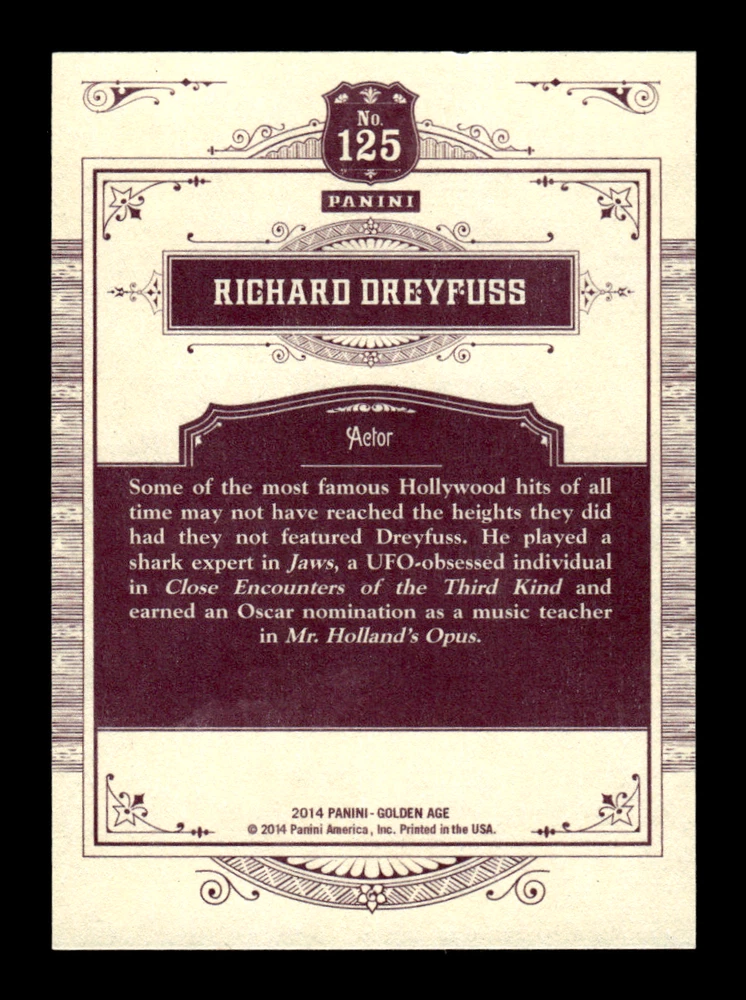 No.
125
PANINI
RICHARD DREYFUSS
Actor
Some of the most famous Hollywood hits of all
time may not have reached the heights they did
had they not featured Dreyfuss. He played a
shark expert in Jaws, a UFO-obsessed individual
in Close Encounters of the Third Kind and
earned an Oscar nomination as a music teacher
in Mr. Holland's Opus.
2014 PANINI - GOLDEN AGE
© 2014 Panini America, Inc. Printed in the USA.